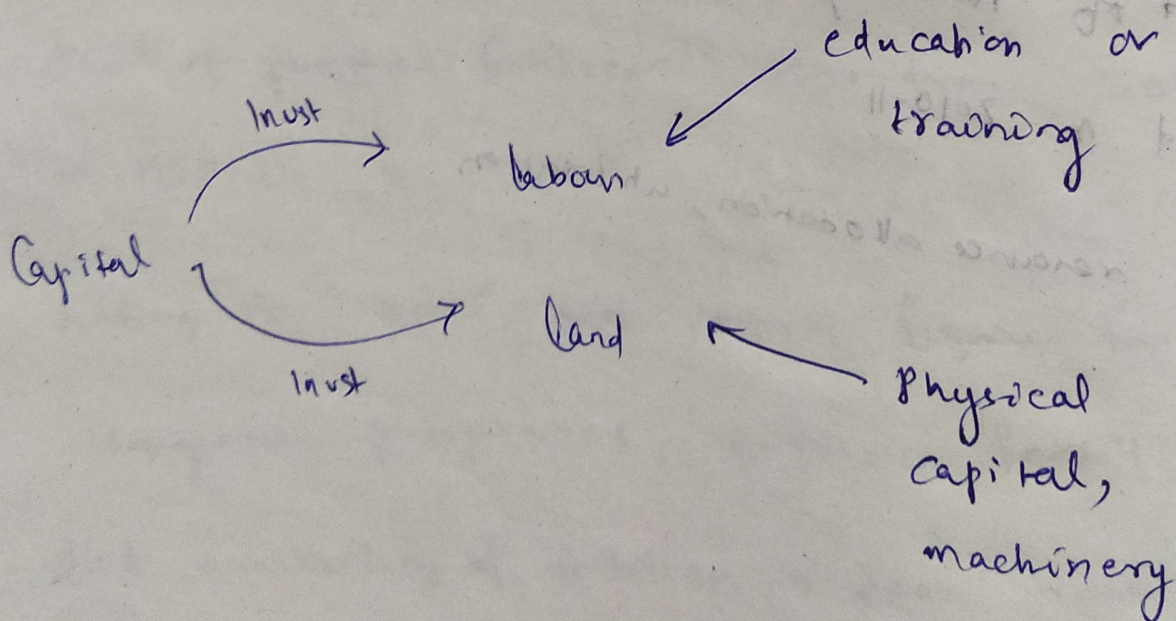 education or
training
Invst
labour
Capital
land
Invst
Physical
Capital,
machinery